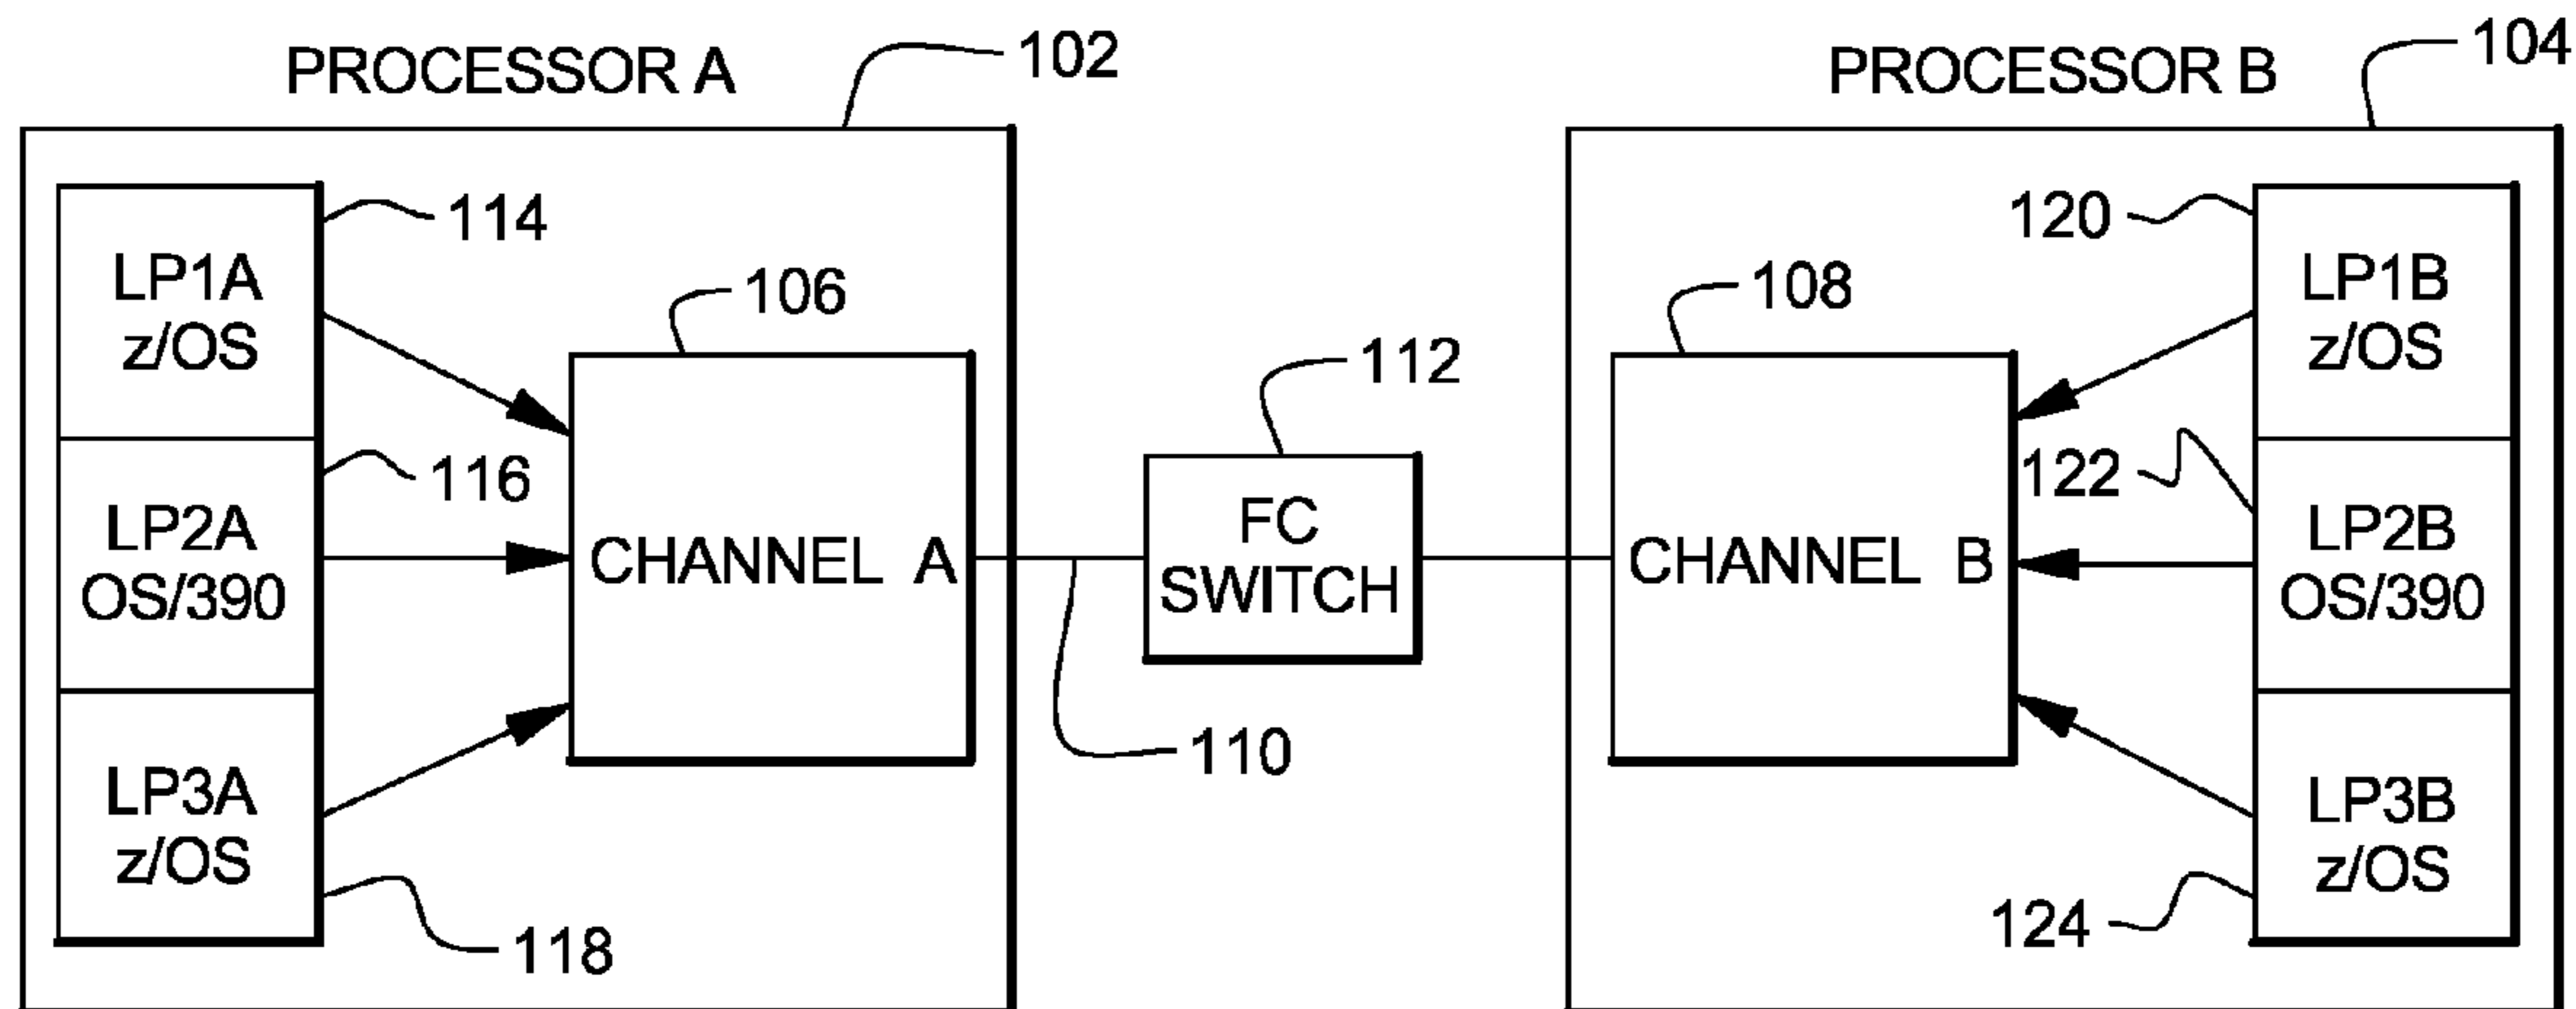 PROCESSOR A
102
PROCESSOR B
104
114
LP1A
z/OS
116
LP2A
OS/390
LP3A
z/OS
118
106
CHANNEL A
110
112
FC
SWITCH
108
CHANNEL B
120
LP1B
z/OS
122
LP2B
OS/390
LP3B
z/OS
124